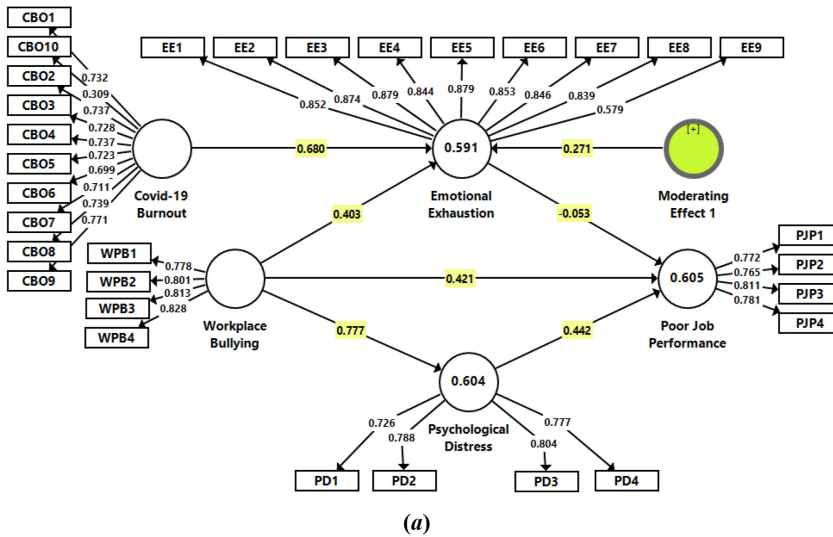 CBO1
CBO10
CBO2
CBO3
CBO4
CBO5
CBO6
CBO7
CBO8
CBO9
0.732
0.309
0.737
0.728
0.737
0.723
0.699
0.711
0.739
0.771
Covid-19
Burnout
EE1 EE2 EE3 EE4 EE5 EE6 EE7 EE8 EE9
0.852 0.874 0.879 0.844 0.879 0.853 0.846 0.839 0.579
0.680
0.591
Emotional
Exhaustion
0.271
[+]
Moderating
Effect 1
0.403
-0.053
WPB1
WPB2
WPB3
WPB4
0.778
0.801
0.813
0.828
Workplace
Bullying
0.421
0.777
0.442
0.605
Poor Job
Performance
PJP1
PJP2
PJP3
PJP4
0.772
0.765
0.811
0.781
0.604
Psychological
Distress
0.726 0.788 0.804 0.777
PD1 PD2 PD3 PD4
(a)